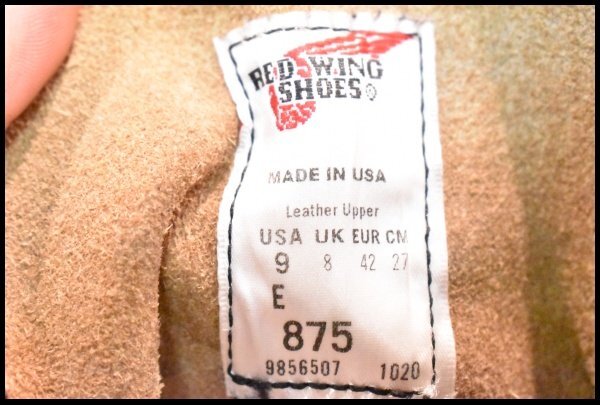 RED WING
SHOES®
MADE IN USA
Leather Upper
USA UK EUR CM
9 8 42 27
E
875
9856507 1020